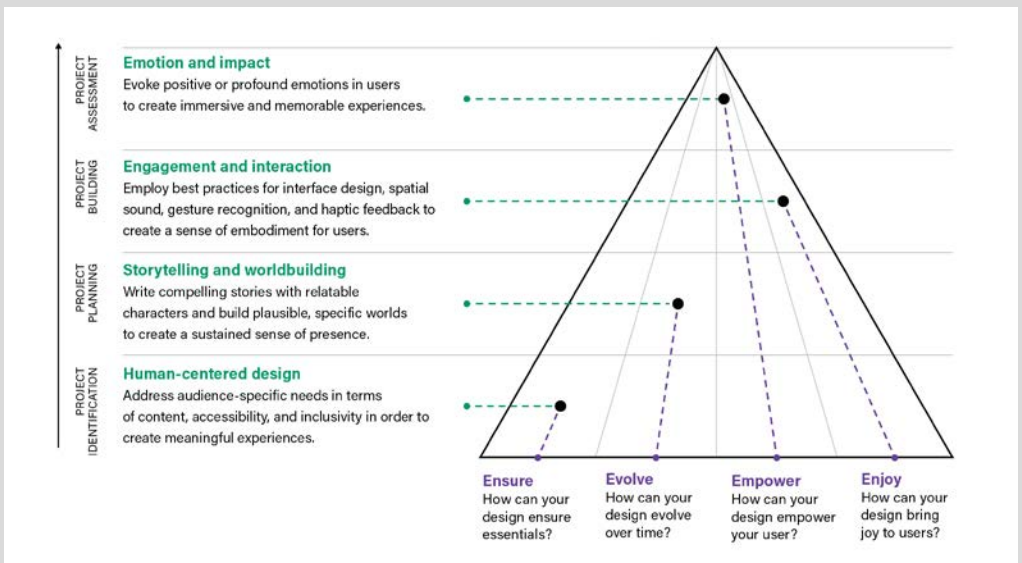 PROJECT
ASSESSMENT
Emotion and impact
Evoke positive or profound emotions in users
to create immersive and memorable experiences.
PROJECT
BUILDING
Engagement and interaction
Employ best practices for interface design, spatial
sound, gesture recognition, and haptic feedback to
create a sense of embodiment for users.
PROJECT
PLANNING
Storytelling and worldbuilding
Write compelling stories with relatable
characters and build plausible, specific worlds
to create a sustained sense of presence.
PROJECT
IDENTIFICATION
Human-centered design
Address audience-specific needs in terms
of content, accessibility, and inclusivity in order to
create meaningful experiences.
Ensure
How can your
design ensure
essentials?
Evolve
How can your
design evolve
over time?
Empower
How can your
design empower
your user?
Enjoy
How can your
design bring
joy to users?